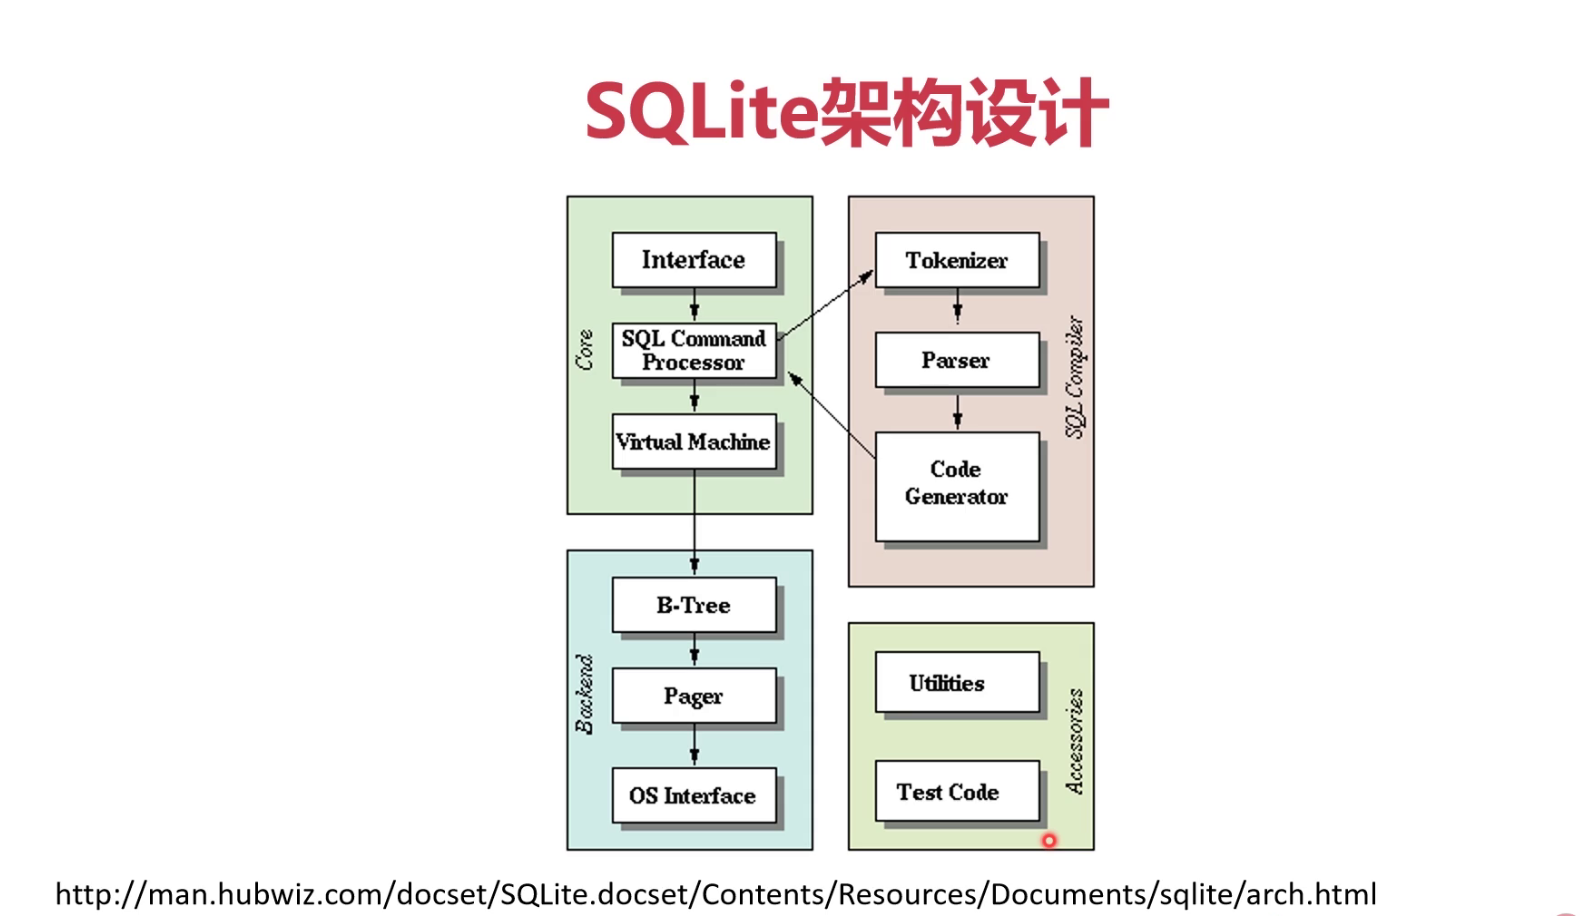 SQLite架构设计
Core
Interface
SQL Command
Processor
Virtual Machine
SQL Compiler
Tokenizer
Parser
Code
Generator
Backend
B-Tree
Pager
OS Interface
Accessories
Utilities
Test Code
http://man.hubwiz.com/docset/SQLite.docset/Contents/Resources/Documents/sqlite/arch.html